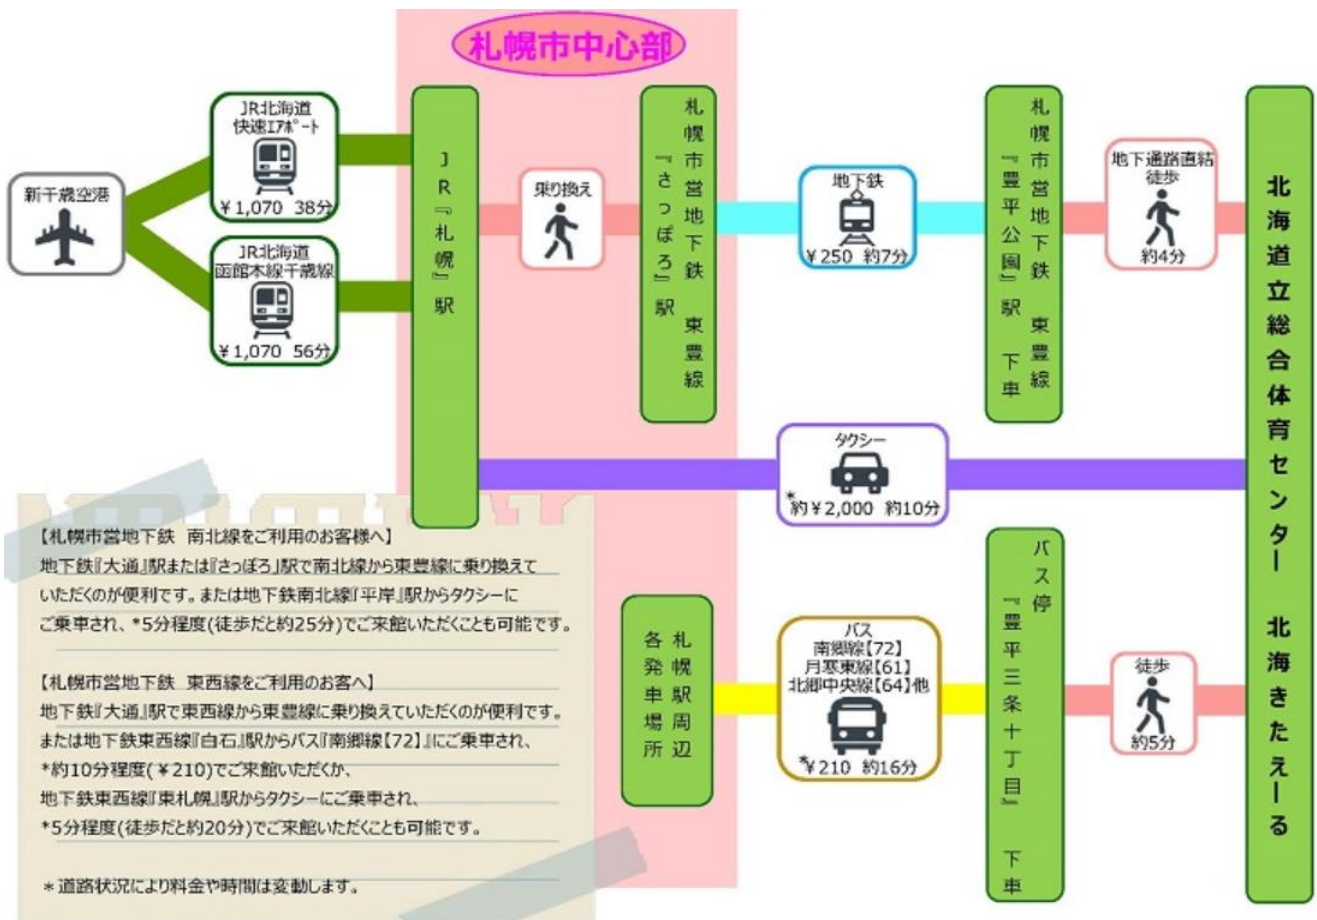 札幌市中心部
新千歳空港
JR北海道
快速エアポート
¥1,070 38分
JR北海道
函館本線千歳線
¥1,070 56分
JR『札幌』駅
乗り換え
札幌市営地下鉄 東豊線
『さっぽろ』駅
地下鉄
¥250 約7分
札幌市営地下鉄 東豊線
『豊平公園』駅 下車
地下通路直結
徒歩
約4分
北海道立総合体育センター 北海きたえーる
タクシー
*約¥2,000 約10分
札幌駅周辺
各発車場所
バス
南郷線【72】
月寒東線【61】
北郷中央線【64】他
*¥210 約16分
バス停
『豊平三条十丁目』 下車
徒歩
約5分
【札幌市営地下鉄 南北線をご利用のお客様へ】
地下鉄『大通』駅または『さっぽろ』駅で南北線から東豊線に乗り換えて
いただくのが便利です。または地下鉄南北線『平岸』駅からタクシーに
ご乗車され、*5分程度(徒歩だと約25分)でご来館いただくことも可能です。
【札幌市営地下鉄 東西線をご利用のお客へ】
地下鉄『大通』駅で東西線から東豊線に乗り換えていただくのが便利です。
または地下鉄東西線『白石』駅からバス『南郷線【72】』にご乗車され、
*約10分程度(¥210)でご来館いただくか、
地下鉄東西線『東札幌』駅からタクシーにご乗車され、
*5分程度(徒歩だと約20分)でご来館いただくことも可能です。
*道路状況により料金や時間は変動します。